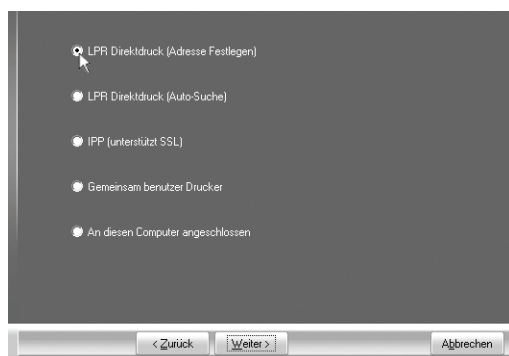 LPR Direktdruck (Adresse Festlegen)
LPR Direktdruck (Auto-Suche)
IPP (unterstützt SSL)
Gemeinsam benutzer Drucker
An diesen Computer angeschlossen
< Zurück Weiter > Abbrechen